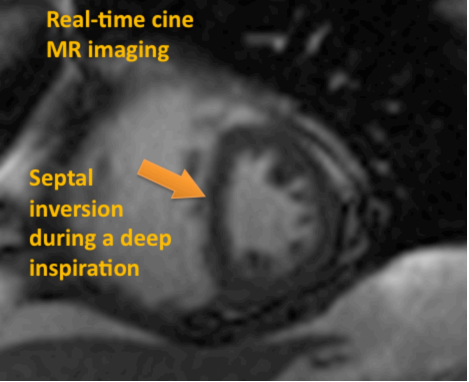 Real-time cine
MR imaging
Septal
inversion
during a deep
inspiration